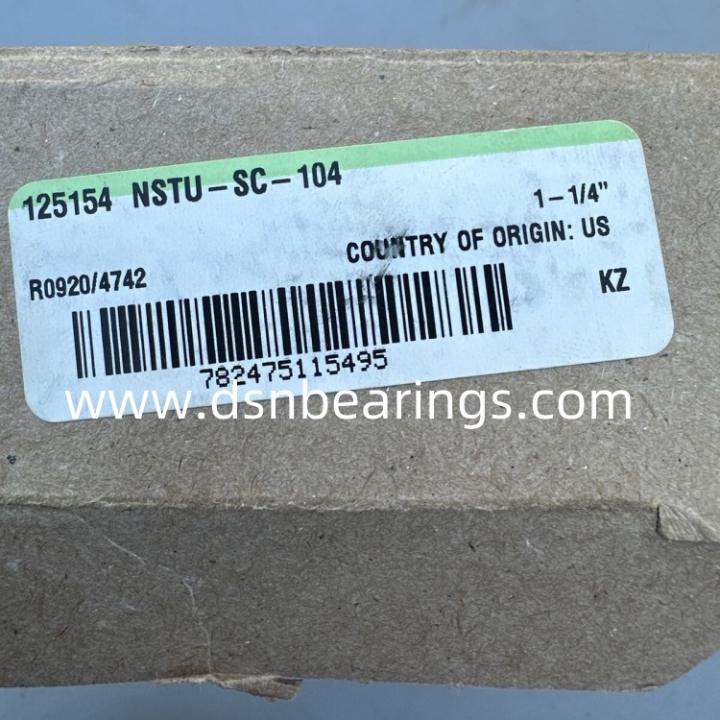 125154 NSTU-SC-104
1-1/4"
COUNTRY OF ORIGIN: US
R0920/4742
KZ
782475115495
www.dsnbearings.com